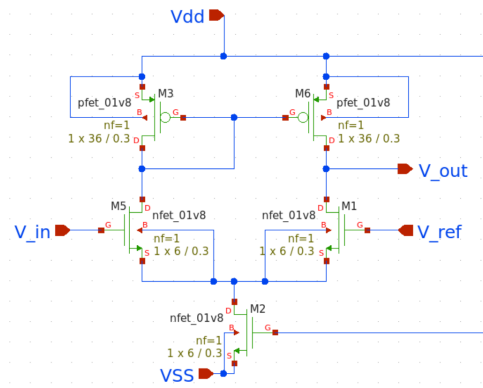 Vdd
S
M3
pfet_01v8
B
G
nf=1
1 x 36 / 0.3
D
M6
S
pfet_01v8
G
B
nf=1
1 x 36 / 0.3
D
V_out
M5
D
nfet_01v8
V_in
G
B
nf=1
1 x 6 / 0.3
S
D
M1
nfet_01v8
B
G
V_ref
nf=1
1 x 6 / 0.3
S
D
M2
nfet_01v8
B
G
nf=1
1 x 6 / 0.3
S
VSS